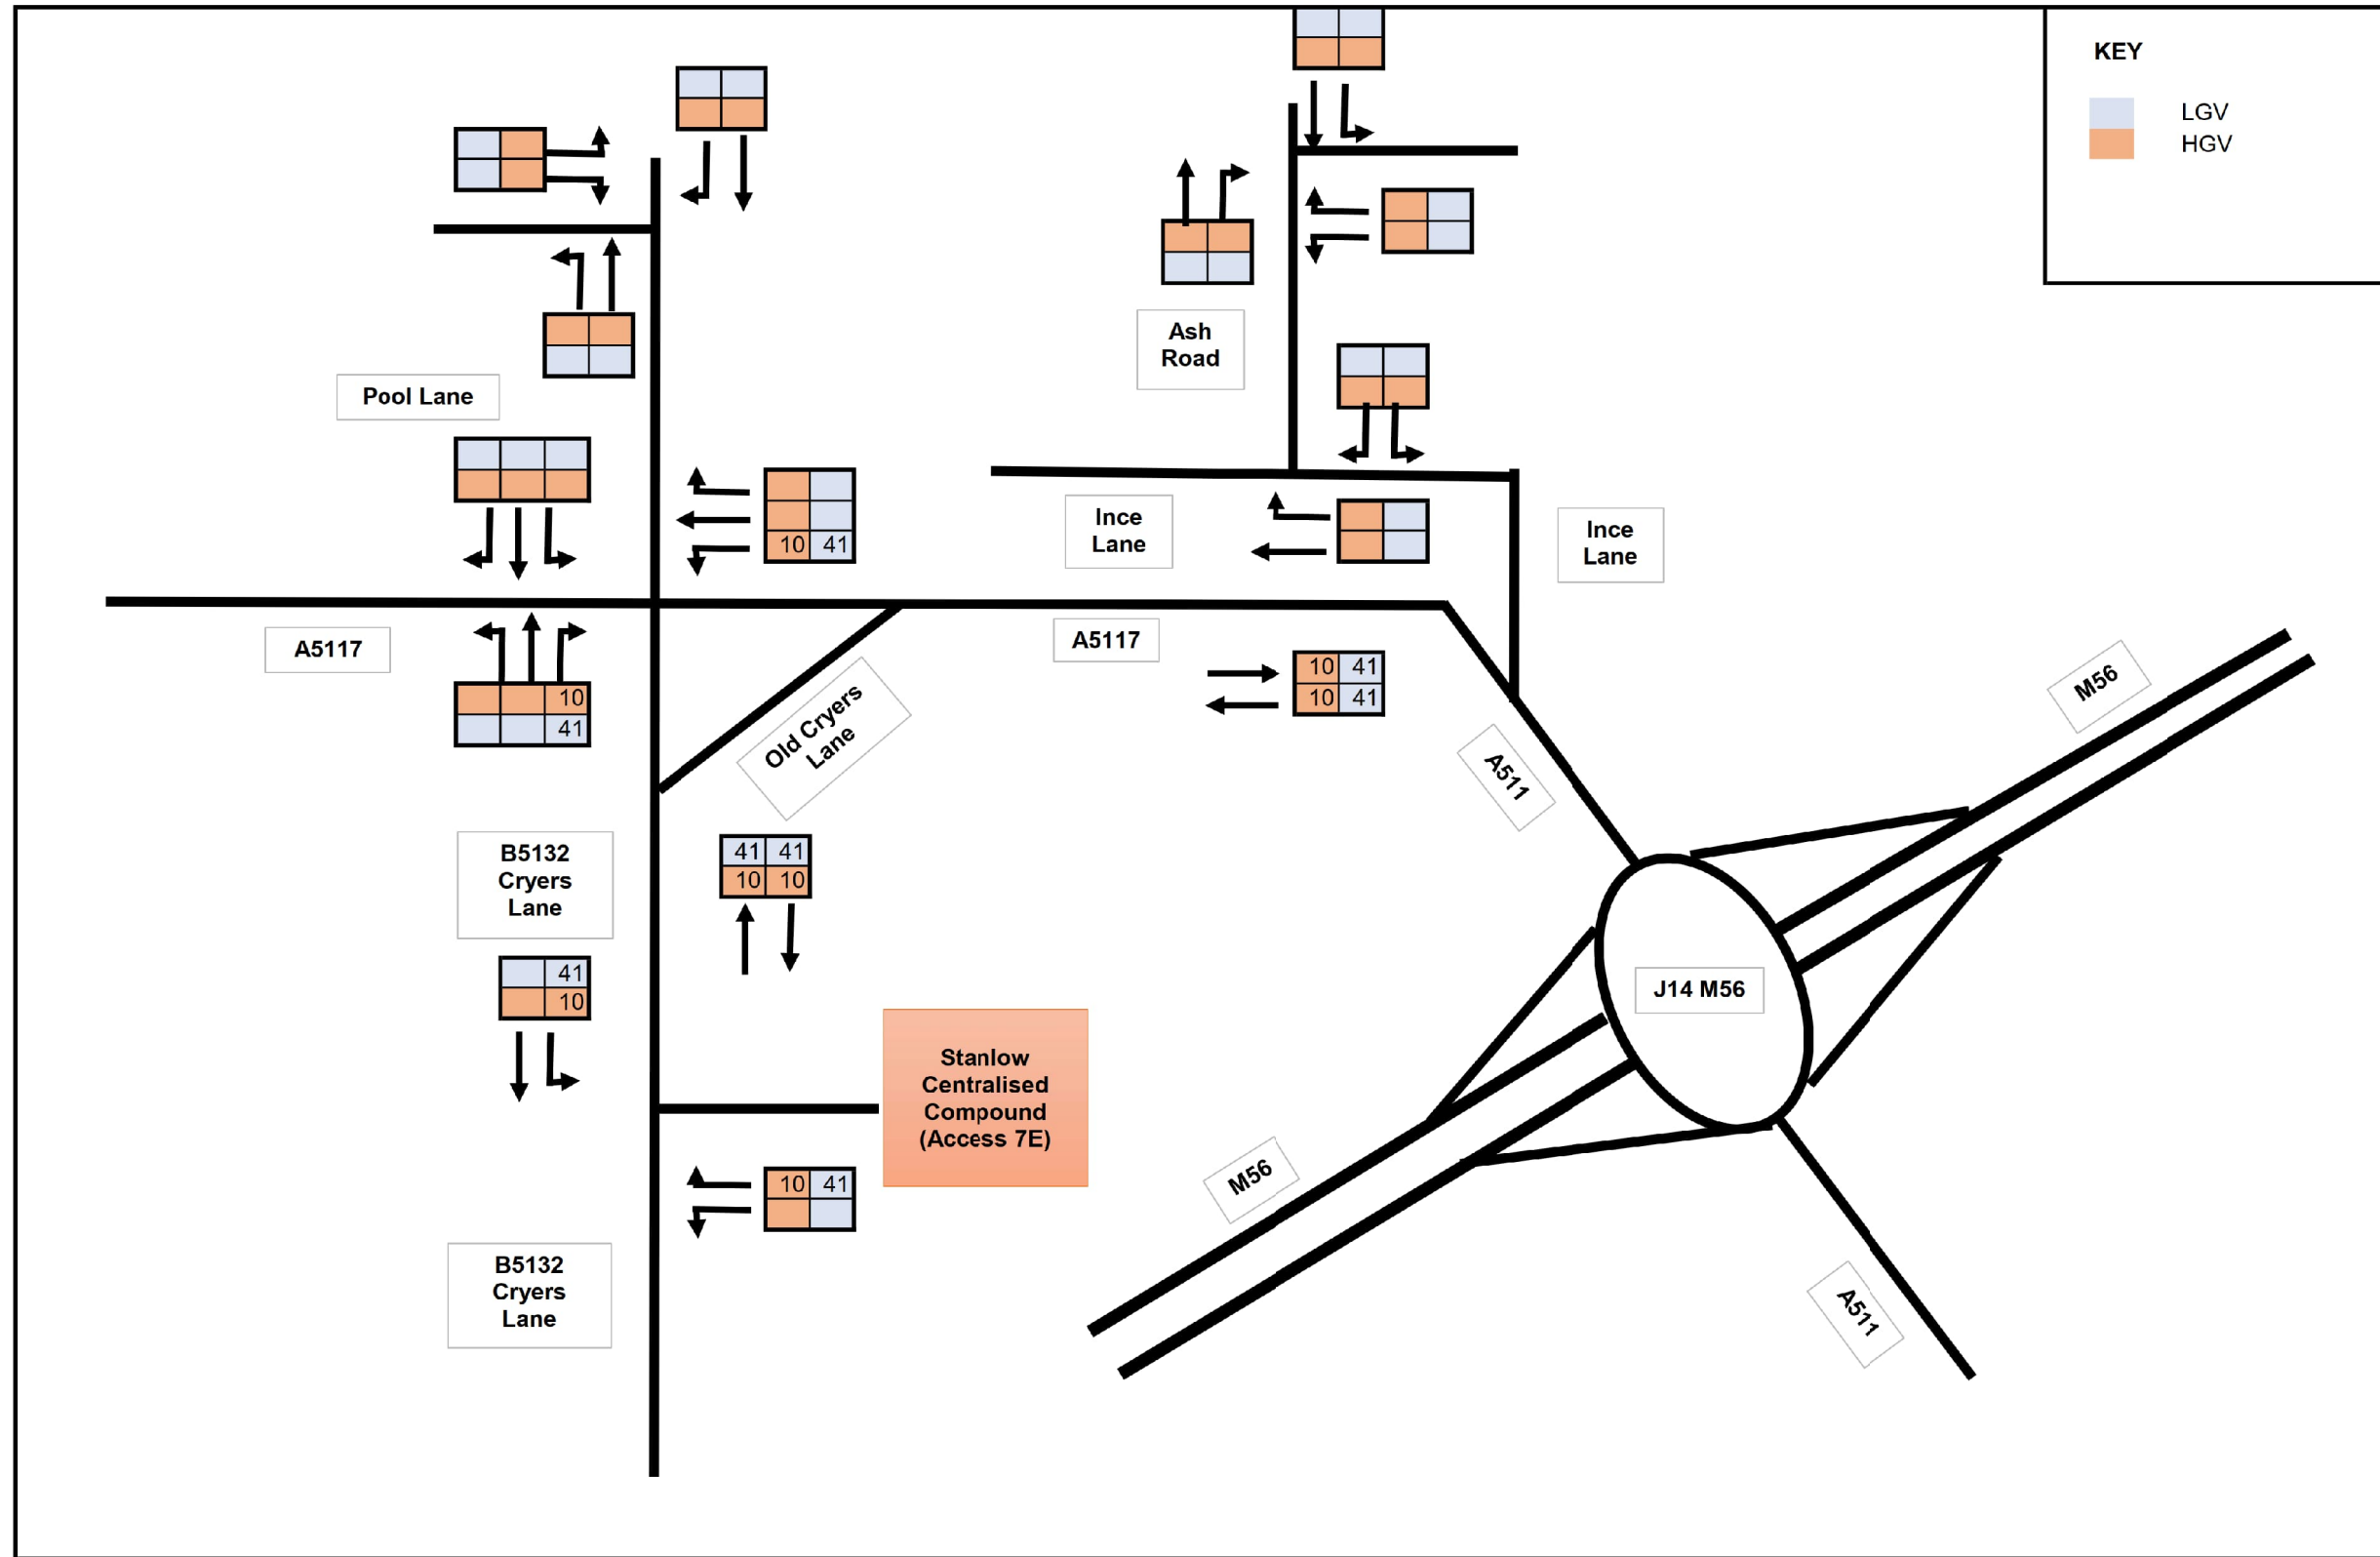 KEY
LGV
HGV
Ash
Road
Pool Lane
10 41
Ince
Lane
Ince
Lane
A5117
A5117
10 41
10 41
10
41
Old Cryers
Lane
M56
A511
B5132
Cryers
Lane
41 41
10 10
41
10
J14 M56
Stanlow
Centralised
Compound
(Access 7E)
M56
10 41
B5132
Cryers
Lane
A511